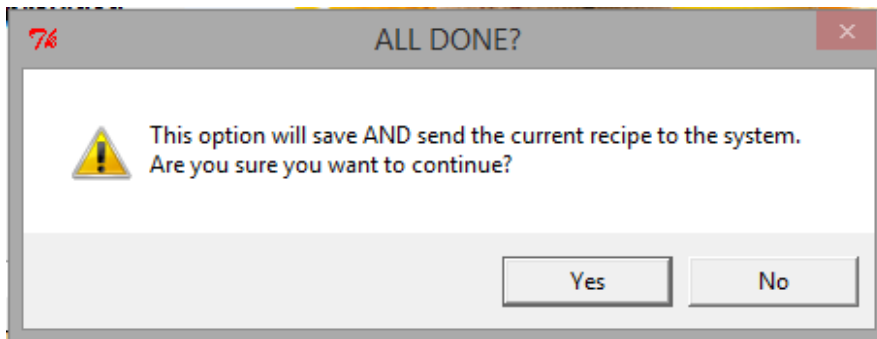 ALL DONE?
This option will save AND send the current recipe to the system.
Are you sure you want to continue?
Yes
No